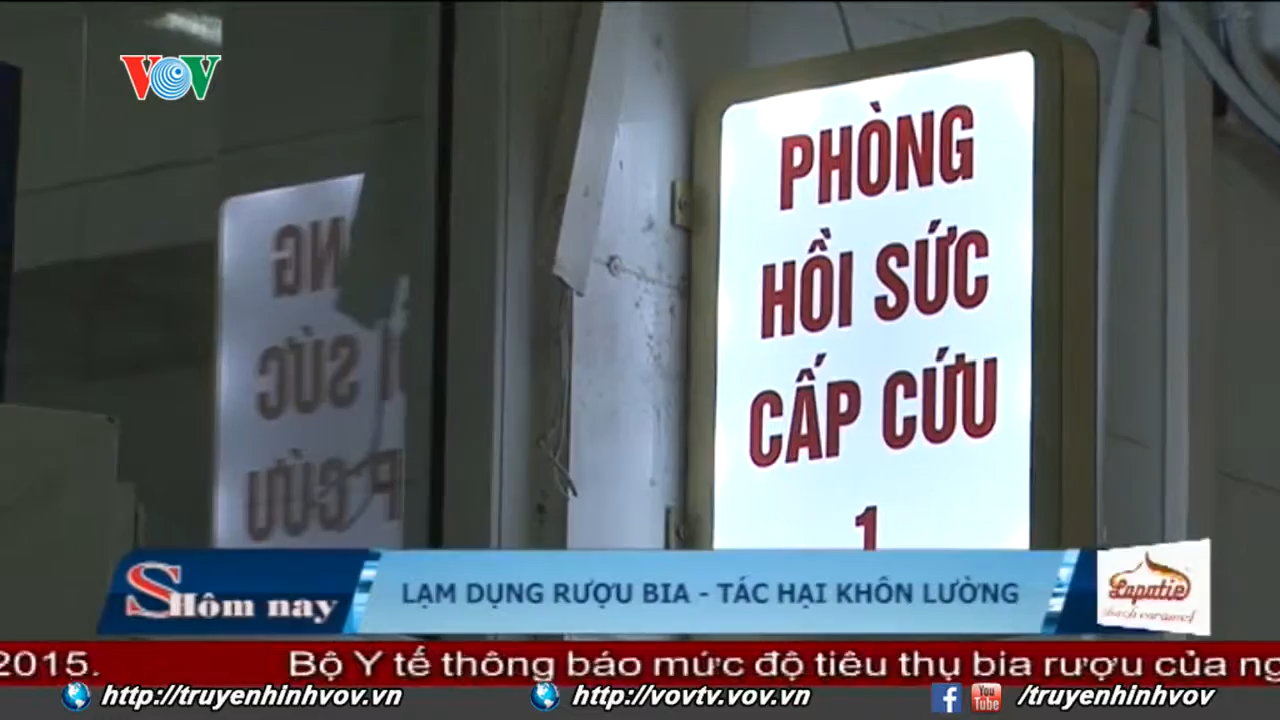 VOV
PHÒNG
HỒI SỨC
CẤP CỨU
1
NG
SỨC
P CỨU
S Hôm nay
LẠM DỤNG RƯỢU BIA - TÁC HẠI KHÔN LƯỜNG
Lapatie
2015. Bộ Y tế thông báo mức độ tiêu thụ bia rượu của
http://truyenhinhvov.vn http://vovtv.vov.vn You Tube /truyenhinhvov